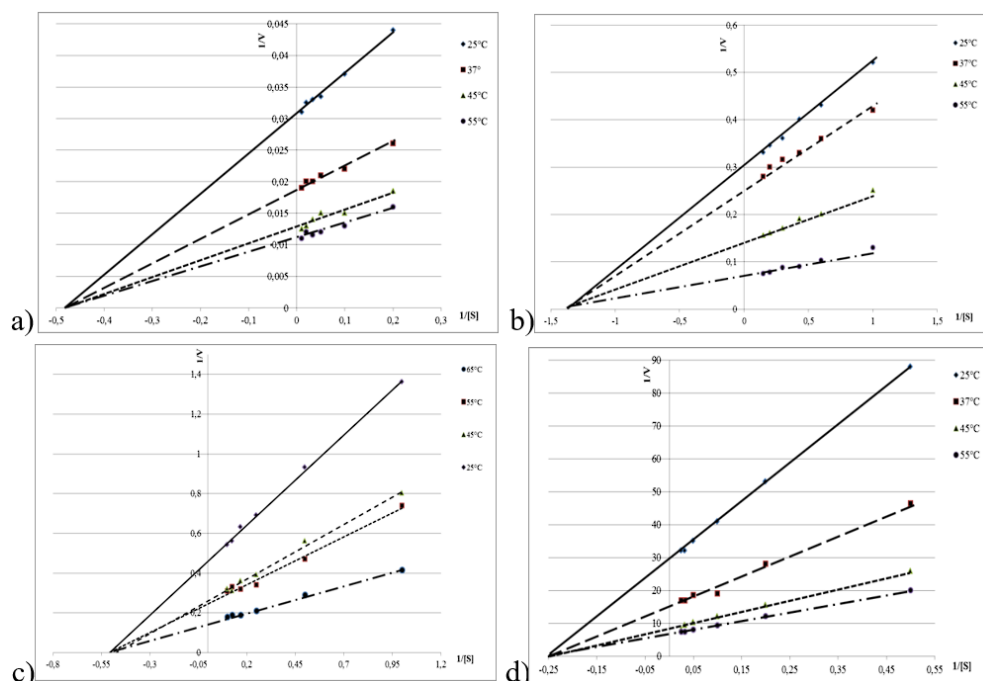 a)
1/V
0,045
0,04
0,035
0,03
0,025
0,02
0,015
0,01
0,005
0
-0,5 -0,4 -0,3 -0,2 -0,1 0 0,1 0,2 0,3
1/[S]
25°C
37°
45°C
55°C
b)
1/V
0,6
0,5
0,4
0,3
0,2
0,1
0
-1,5 -1 -0,5 0 0,5 1 1,5
1/[S]
25°C
37°C
45°C
55°C
c)
1/V
1,4
1,2
1
0,8
0,6
0,4
0,2
0
-0,8 -0,55 -0,3 -0,05 0,2 0,45 0,7 0,95 1,2
1/[S]
65°C
55°C
45°C
25°C
d)
1/V
90
80
70
60
50
40
30
20
10
0
-0,25 -0,15 -0,05 0,05 0,15 0,25 0,35 0,45 0,55
1/[S]
25°C
37°C
45°C
55°C